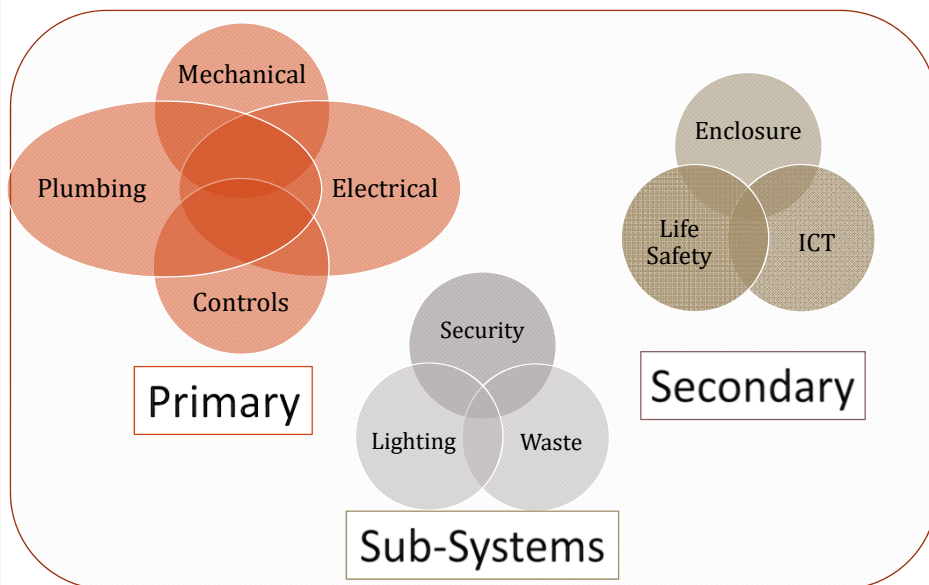 Mechanical
Plumbing
Electrical
Controls
Primary
Enclosure
Life
Safety
ICT
Secondary
Security
Lighting
Waste
Sub-Systems